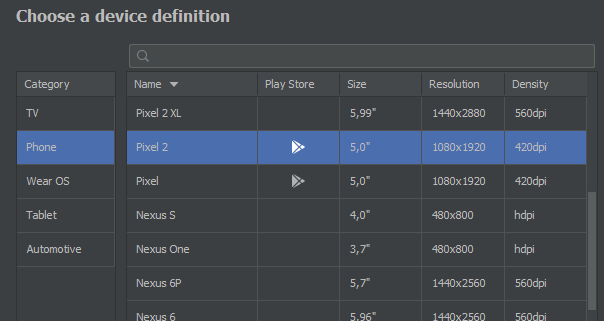 Choose a device definition
Category
TV
Phone
Wear OS
Tablet
Automotive
Name Play Store Size Resolution Density
Pixel 2 XL 5,99" 1440x2880 560dpi
Pixel 2 5,0" 1080x1920 420dpi
Pixel 5,0" 1080x1920 420dpi
Nexus S 4,0" 480x800 hdpi
Nexus One 3,7" 480x800 hdpi
Nexus 6P 5,7" 1440x2560 560dpi
Nexus 6 5,96" 1440x2560 560dpi